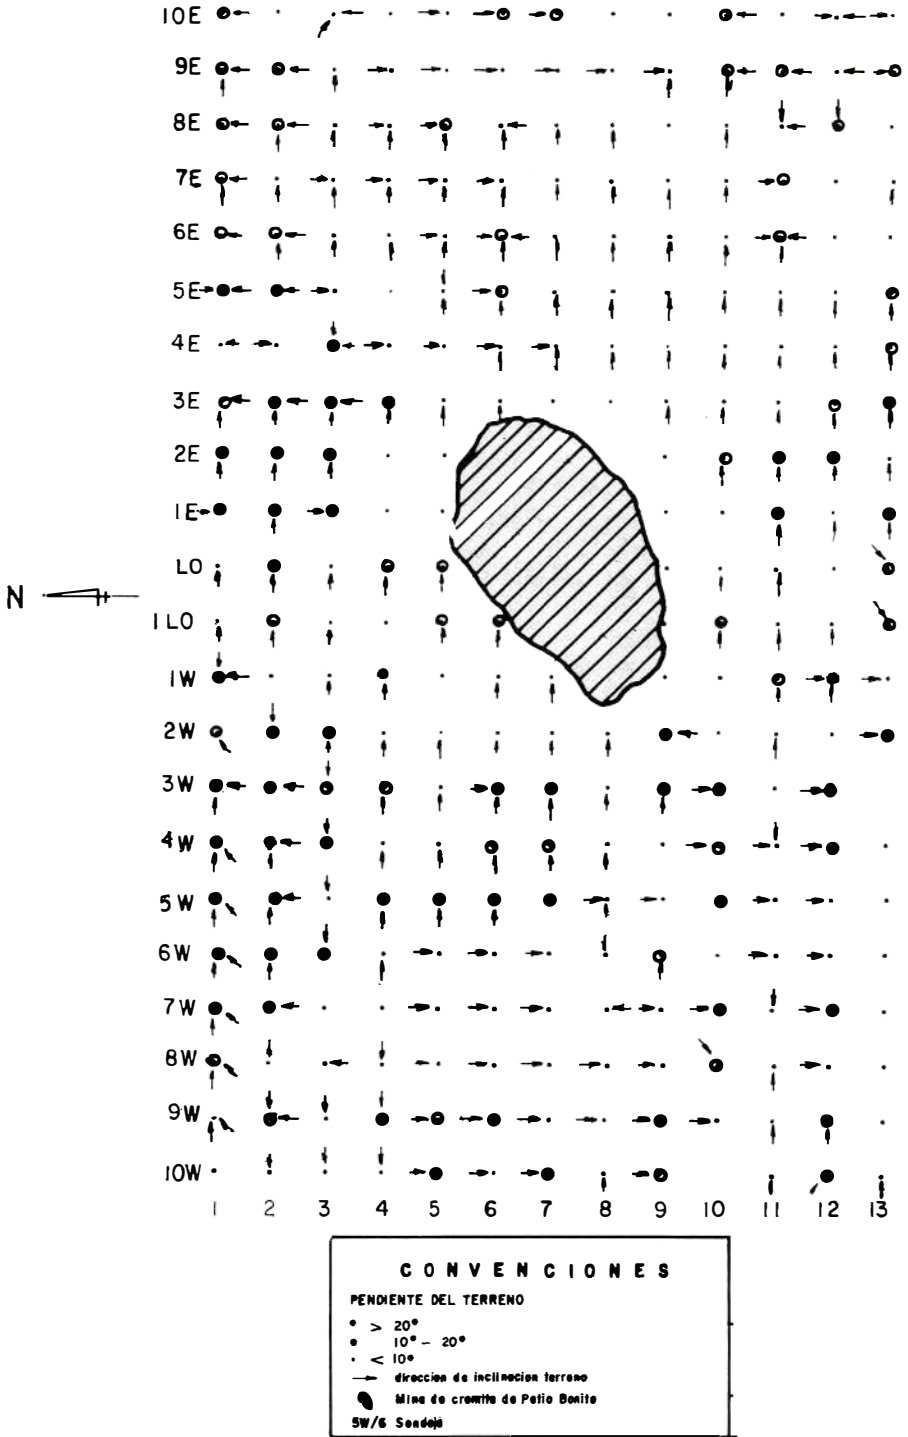 10E
9E
8E
7E
6E
5E
4E
3E
2E
1E
LO
N
1LO
1W
2W
3W
4W
5W
6W
7W
8W
9W
10W
1 2 3 4 5 6 7 8 9 10 11 12 13
CONVENCIONES
PENDIENTE DEL TERRENO
> 20°
10° - 20°
< 10°
direccion de inclinacion terreno
Mina de cromita de Patio Bonito
5W/6 Sondeje